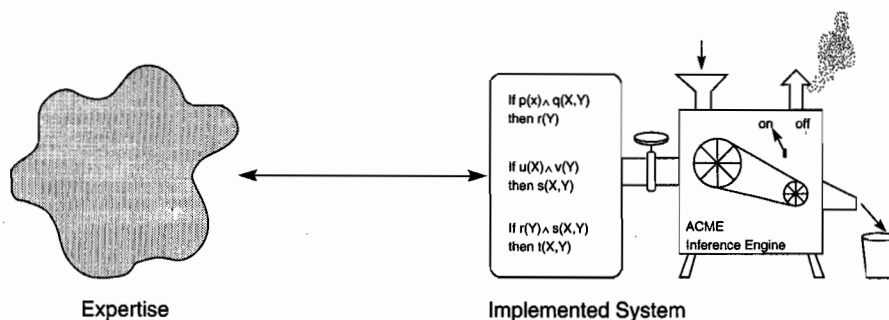 If p(x)∧ q(X,Y)
then r(Y)
If u(X)∧ v(Y)
then s(X,Y)
If r(Y)∧ s(X,Y)
then t(X,Y)
on off
ACME
Inference Engine
Expertise
Implemented System